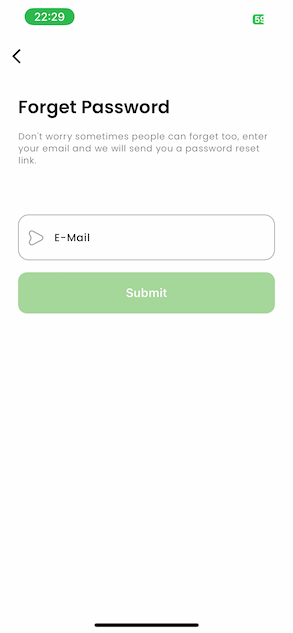 22:29
Forget Password
Don't worry sometimes people can forget too, enter
your email and we will send you a password reset
link.
E-Mail
Submit